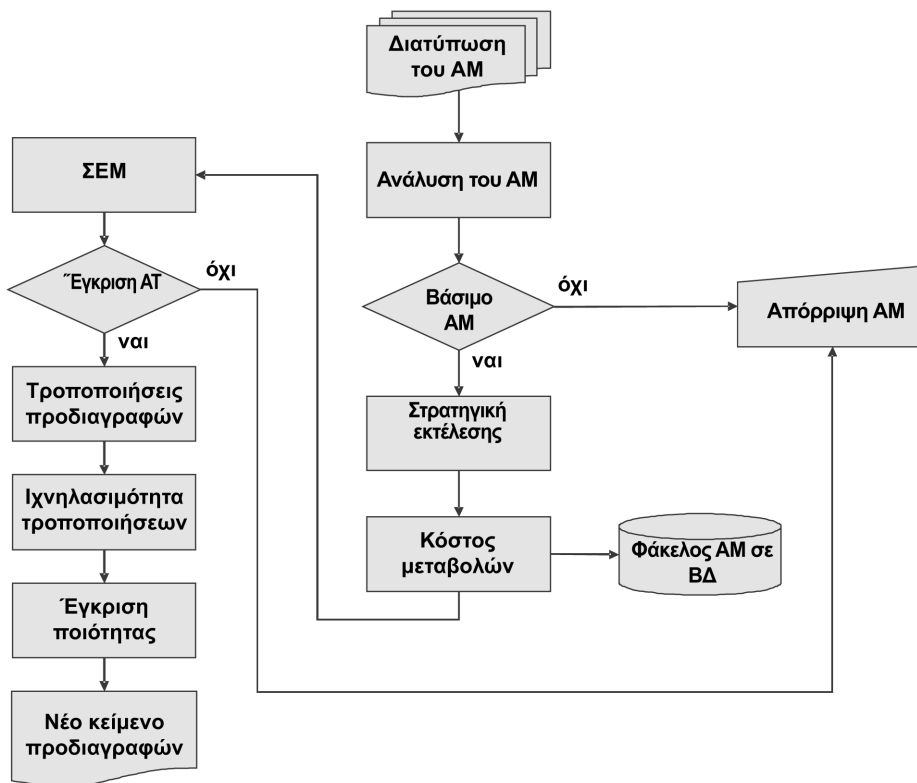 Διατύπωση
του ΑΜ
Ανάλυση του ΑΜ
Βάσιμο
ΑΜ
όχι
Απόρριψη ΑΜ
ναι
Στρατηγική
εκτέλεσης
Κόστος
μεταβολών
Φάκελος ΑΜ σε
ΒΔ
ΣΕΜ
Έγκριση ΑΤ
όχι
ναι
Τροποποιήσεις
προδιαγραφών
Ιχνηλασιμότητα
τροποποιήσεων
Έγκριση
ποιότητας
Νέο κείμενο
προδιαγραφών